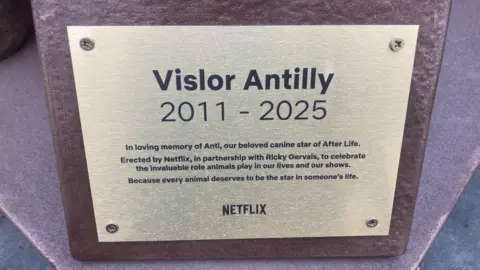 Vislor Antilly
2011 - 2025
In loving memory of Anti, our beloved canine star of After Life.
Erected by Netflix, in partnership with Ricky Gervais, to celebrate
the invaluable role animals play in our lives and our shows.
Because every animal deserves to be the star in someone's life.
NETFLIX